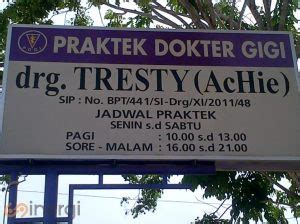 PRAKTEK DOKTER GIGI
drg. TRESTY (AcHie)
SIP : No. BPT/441/SI-Drg/XI/2011/48
JADWAL PRAKTEK
SENIN s.d SABTU
PAGI : 10.00 s.d 13.00
SORE - MALAM : 16.00 s.d 21.00